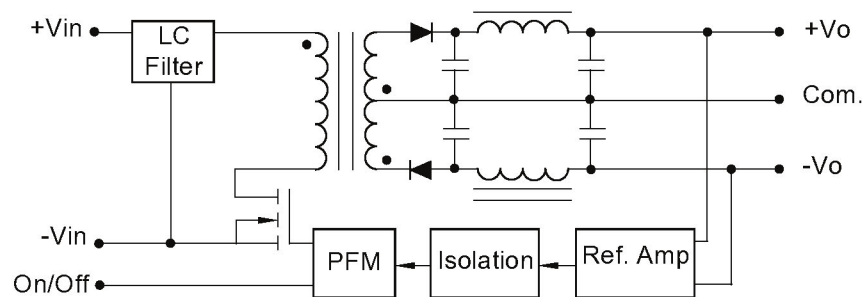 +Vin
LC
Filter
+Vo
Com.
-Vo
-Vin
On/Off
PFM
Isolation
Ref. Amp